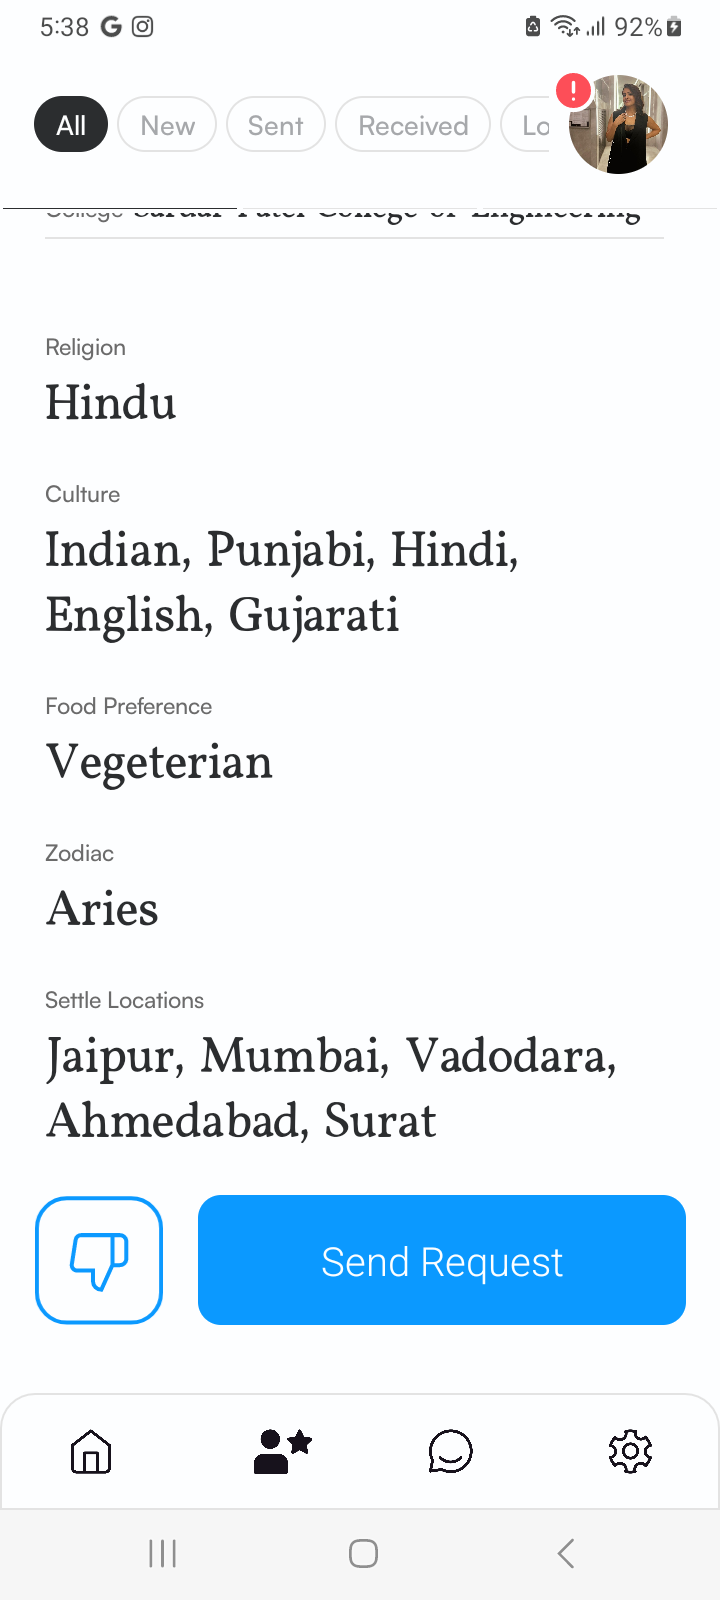 5:38 G 92%
All New Sent Received Lo
College Sardar Patel College of Engineering
Religion
Hindu
Culture
Indian, Punjabi, Hindi,
English, Gujarati
Food Preference
Vegeterian
Zodiac
Aries
Settle Locations
Jaipur, Mumbai, Vadodara,
Ahmedabad, Surat
Send Request